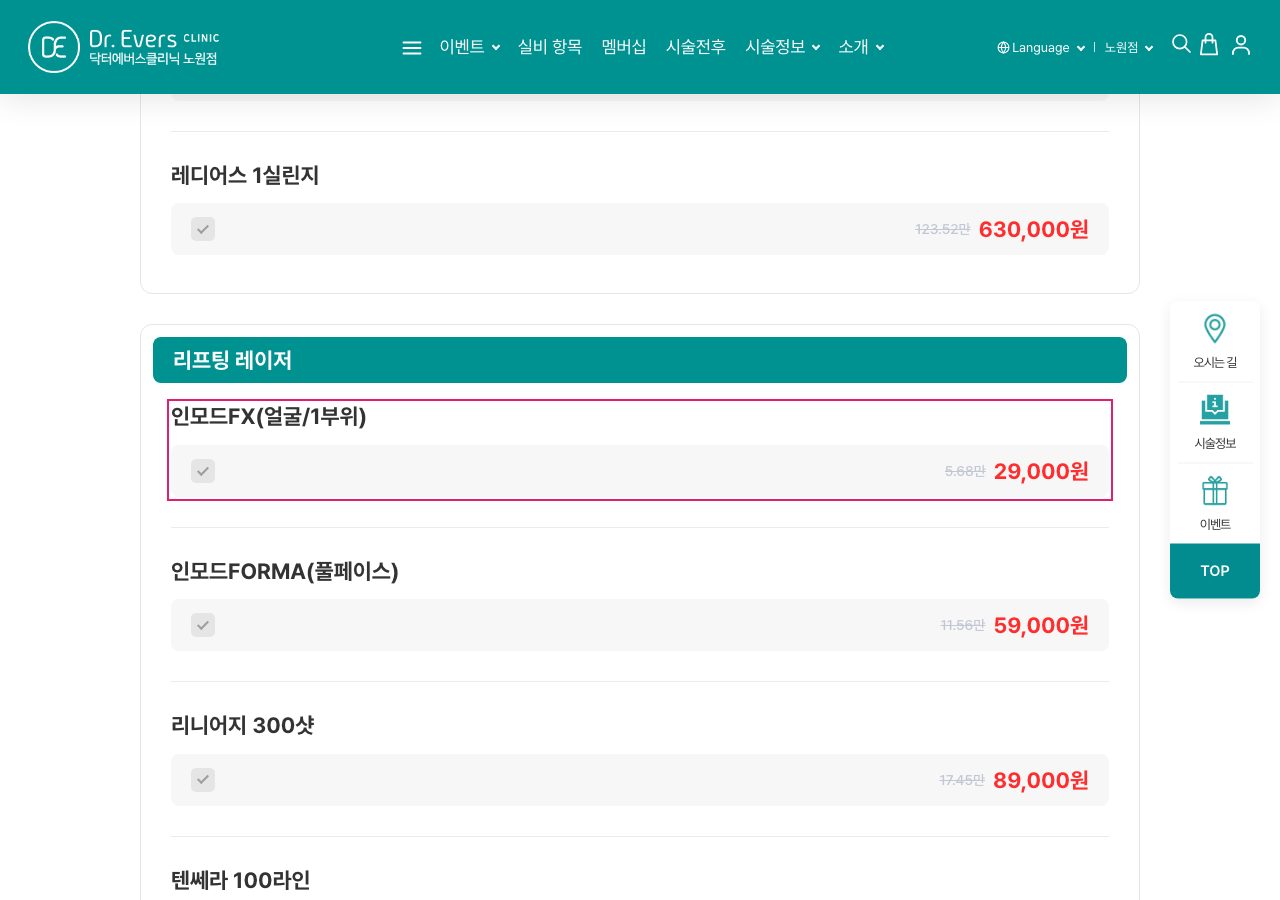 Dr. Evers CLINIC
닥터에버스클리닉 노원점
이벤트
실비 항목
멤버십
시술전후
시술정보
소개
Language
노원점
레디어스 1실린지
123.52만 630,000원
리프팅 레이저
인모드FX(얼굴/1부위)
5.68만 29,000원
인모드FORMA(풀페이스)
11.56만 59,000원
리니어지 300샷
17.45만 89,000원
텐쎄라 100라인
오시는 길
시술정보
이벤트
TOP